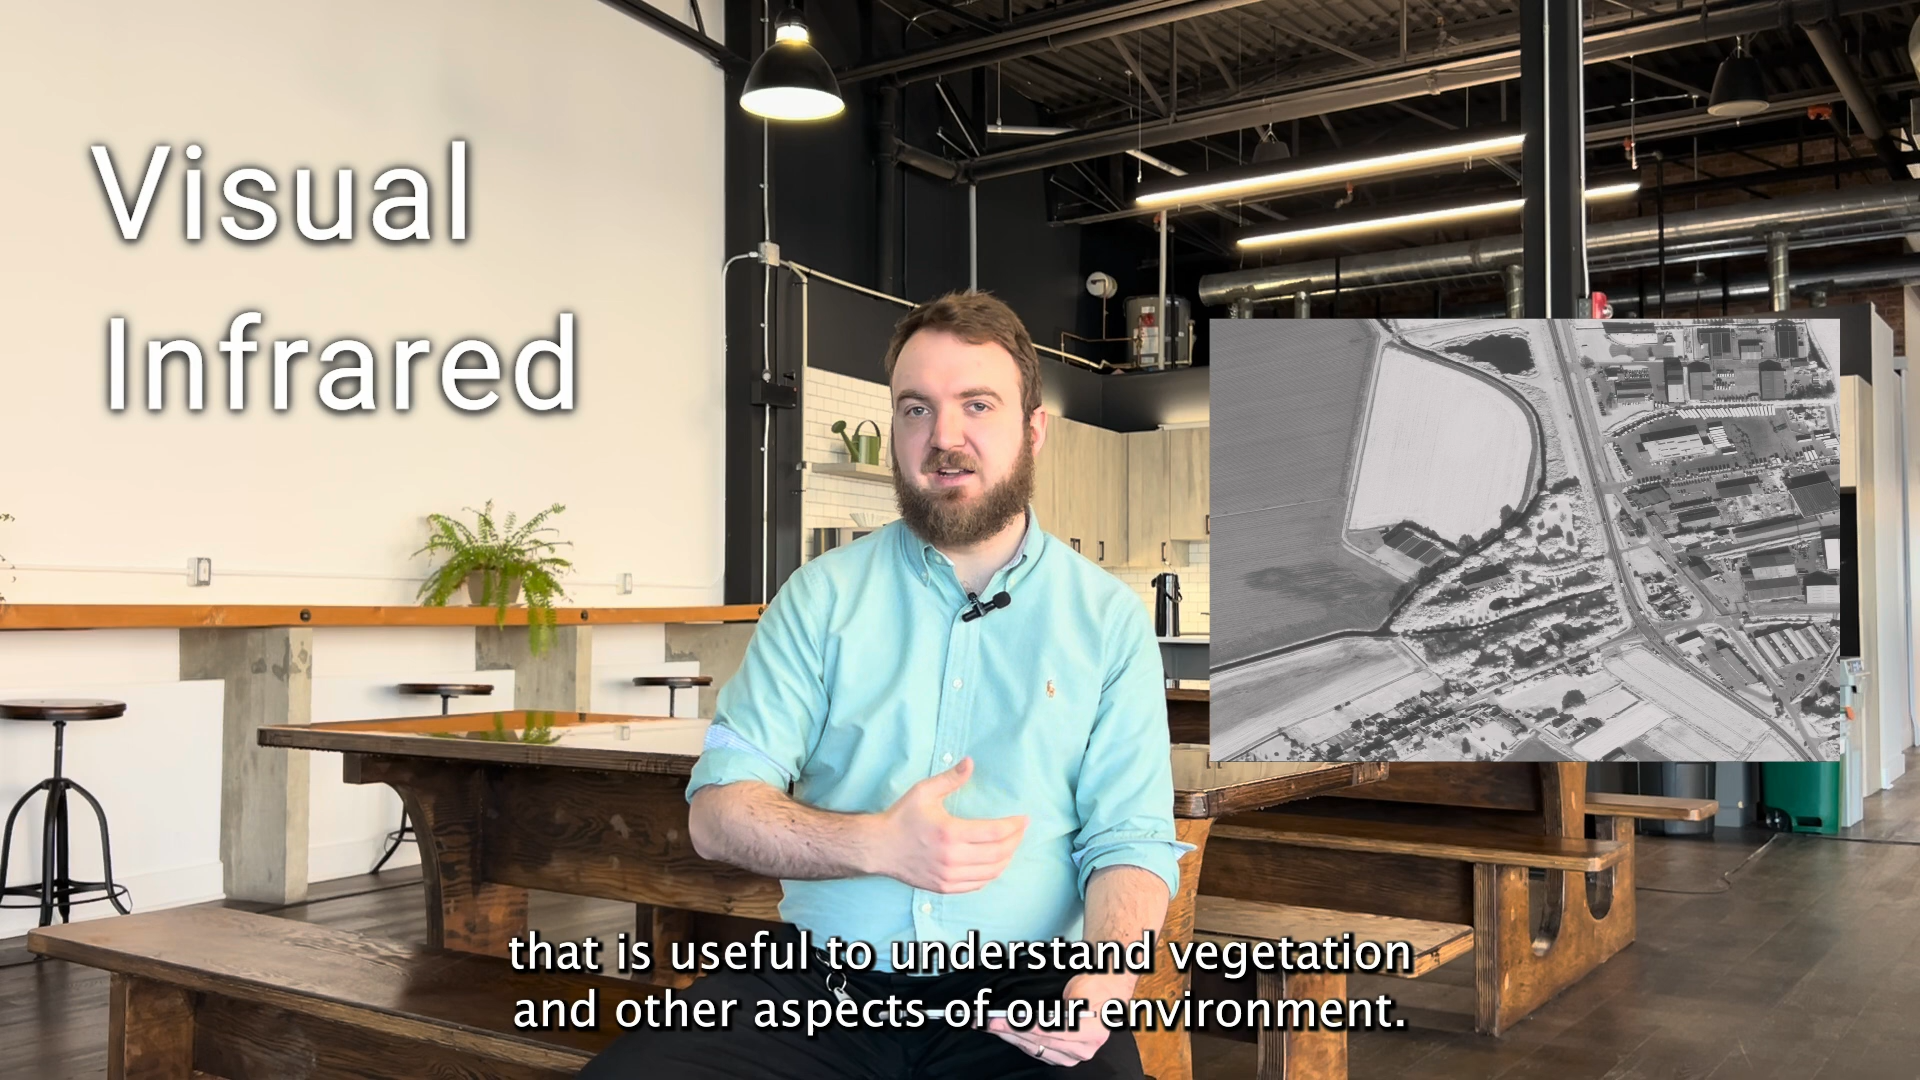 Visual
Infrared
that is useful to understand vegetation
and other aspects of our environment.